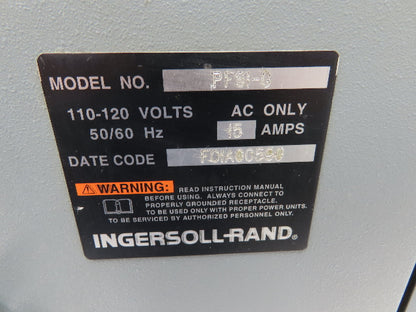 MODEL NO.
110-120 VOLTS AC ONLY
50/60 Hz 15 AMPS
DATE CODE
WARNING: READ INSTRUCTION MANUAL
BEFORE USING. ALWAYS CONNECT TO
PROPERLY GROUNDED RECEPTACLE.
TO BE USED ONLY WITH PROPER POWER UNITS.
TO BE SERVICED BY AUTHORIZED PERSONNEL ONLY.
INGERSOLL-RAND®